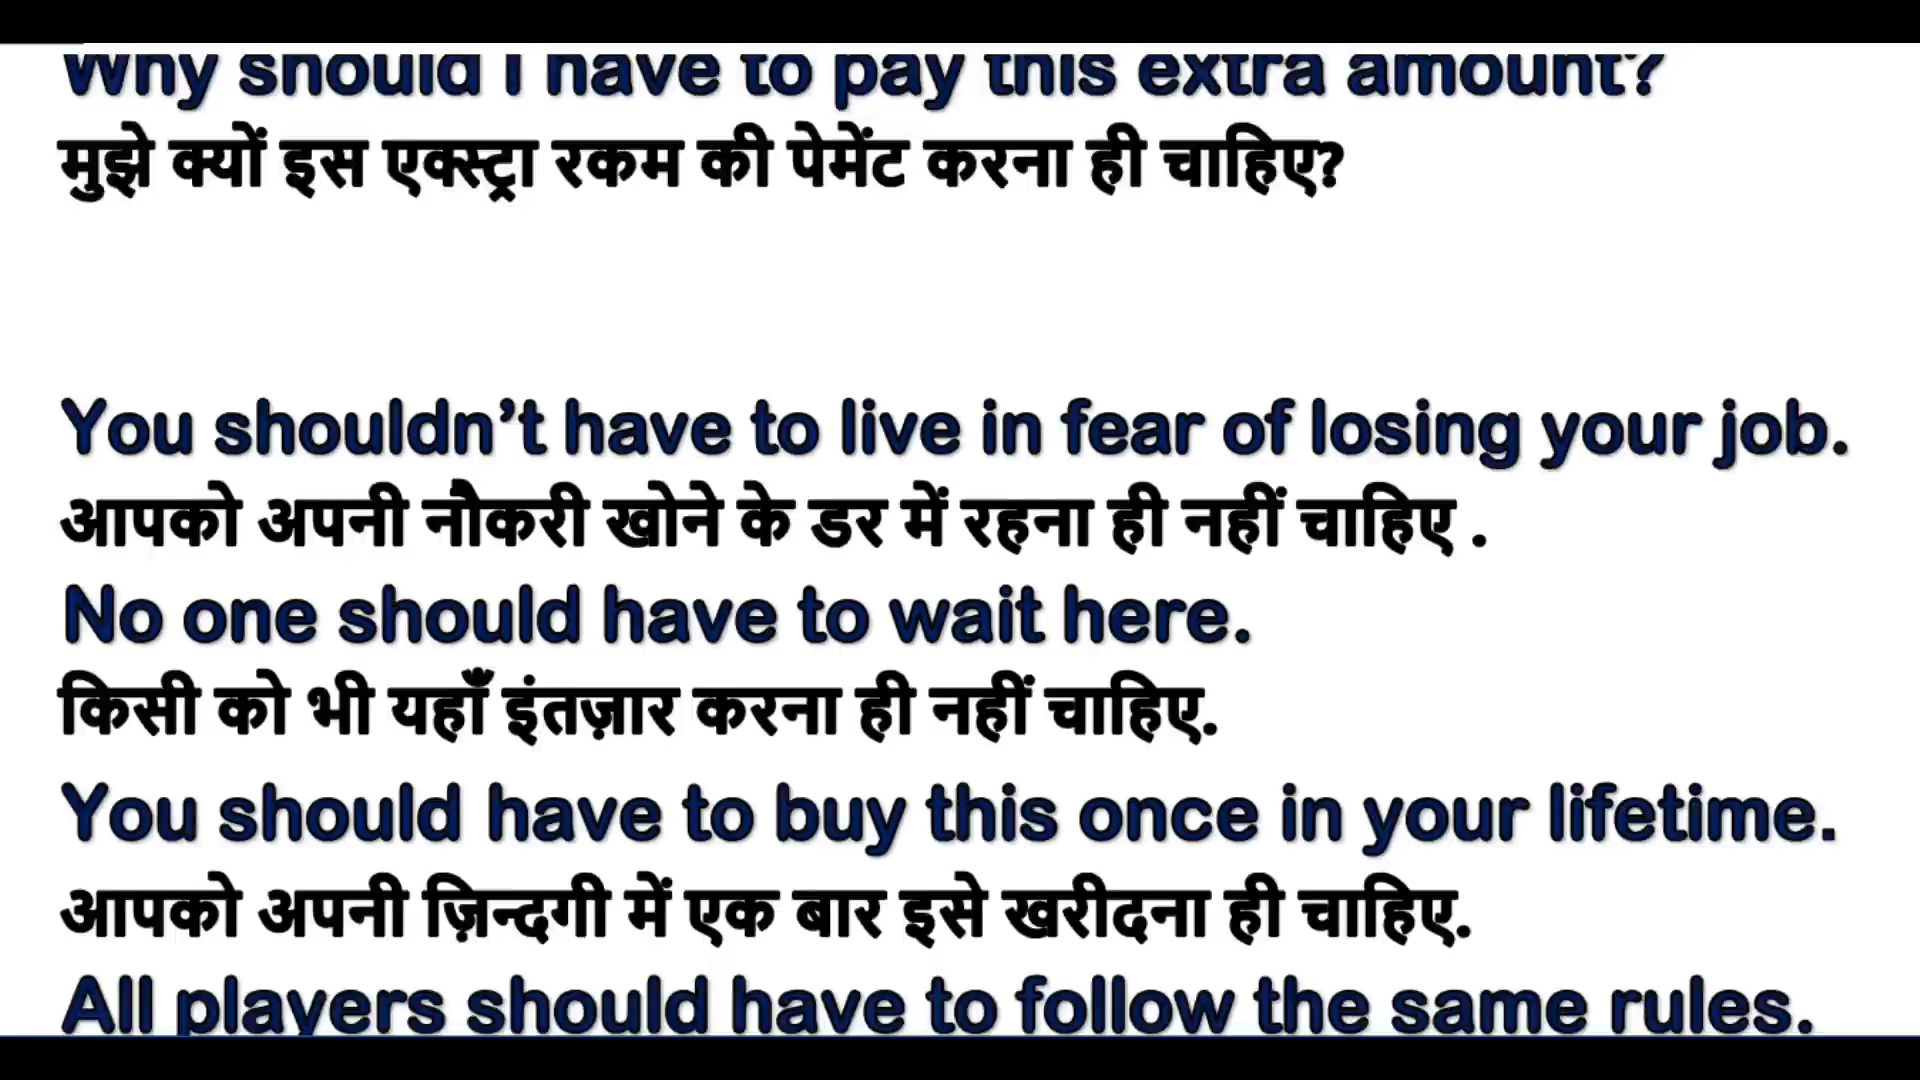 Why should I have to pay this extra amount?
मुझे क्यों इस एक्स्ट्रा रकम की पेमेंट करना ही चाहिए?
You shouldn’t have to live in fear of losing your job.
आपको अपनी नौकरी खोने के डर में रहना ही नहीं चाहिए .
No one should have to wait here.
किसी को भी यहाँ इंतज़ार करना ही नहीं चाहिए.
You should have to buy this once in your lifetime.
आपको अपनी ज़िन्दगी में एक बार इसे खरीदना ही चाहिए.
All players should have to follow the same rules.